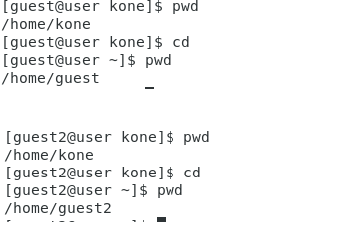 [guest@user kone]$ pwd
/home/kone
[guest@user kone]$ cd
[guest@user ~]$ pwd
/home/guest
[guest2@user kone]$ pwd
/home/kone
[guest2@user kone]$ cd
[guest2@user ~]$ pwd
/home/guest2